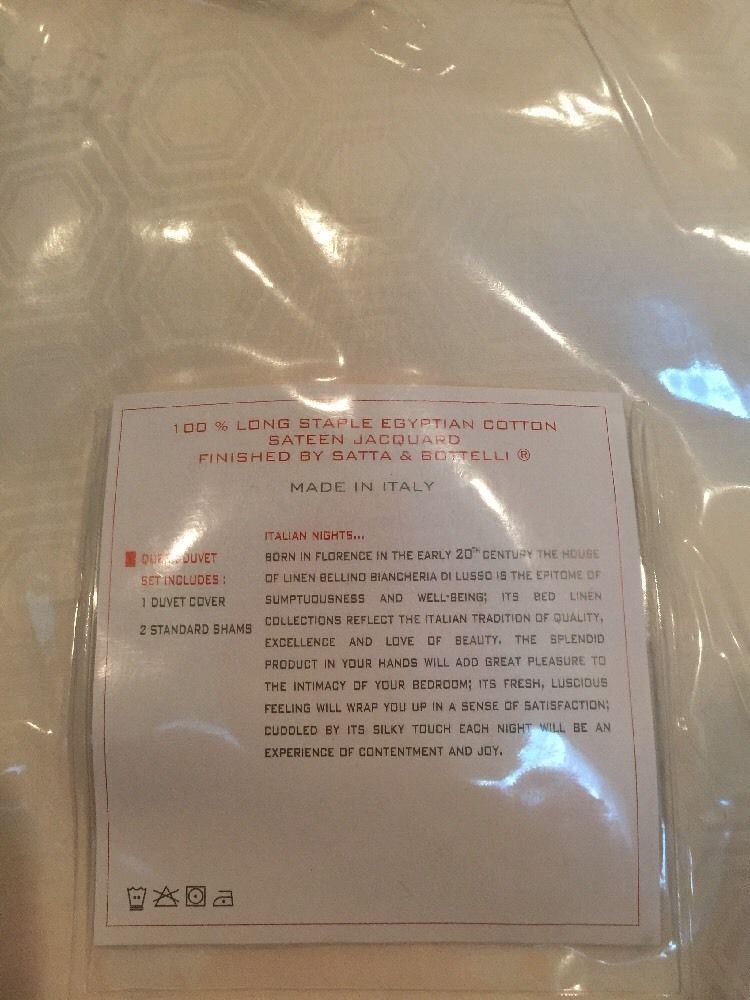 100 % LONG STAPLE EGYPTIAN COTTON
SATEEN JACQUARD
FINISHED BY SATTA & BOTTELLI ®
MADE IN ITALY
QUEEN DUVET
SET INCLUDES :
1 DUVET COVER
2 STANDARD SHAMS
ITALIAN NIGHTS...
BORN IN FLORENCE IN THE EARLY 20TH CENTURY THE HOUSE
OF LINEN BELLINO BIANCHERIA DI LUSSO IS THE EPITOME OF
SUMPTUOUSNESS AND WELL-BEING; ITS BED LINEN
COLLECTIONS REFLECT THE ITALIAN TRADITION OF QUALITY,
EXCELLENCE AND LOVE OF BEAUTY. THE SPLENDID
PRODUCT IN YOUR HANDS WILL ADD GREAT PLEASURE TO
THE INTIMACY OF YOUR BEDROOM; ITS FRESH, LUSCIOUS
FEELING WILL WRAP YOU UP IN A SENSE OF SATISFACTION;
CUDDLED BY ITS SILKY TOUCH EACH NIGHT WILL BE AN
EXPERIENCE OF CONTENTMENT AND JOY.